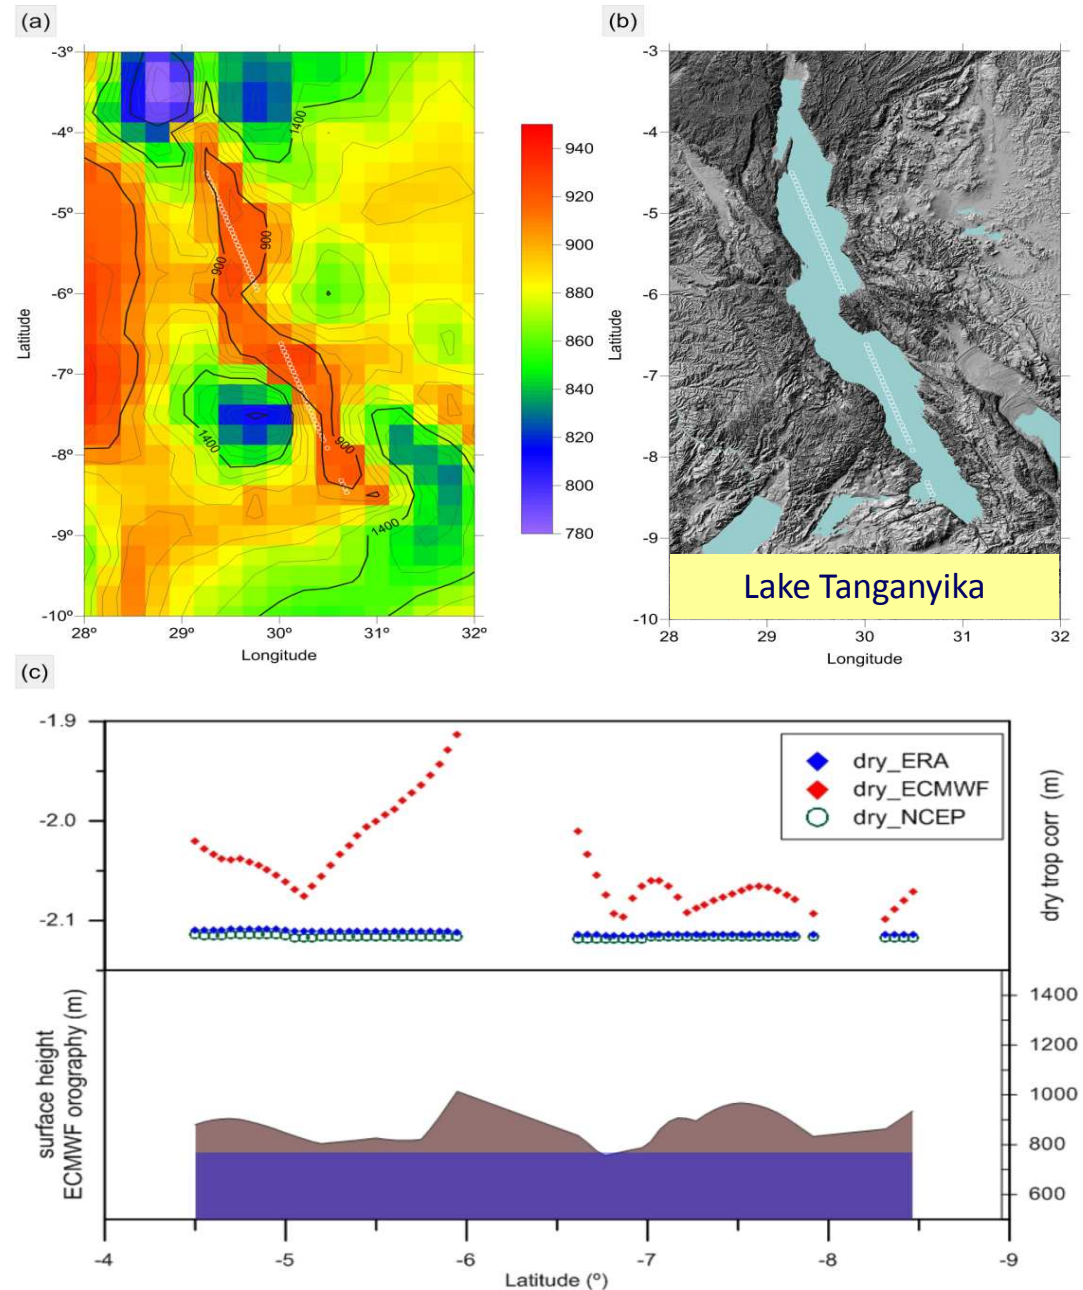 (a)
-3º
-4º
-5º
-6º
-7º
-8º
-9º
-10º
Latitude
28º
29º
30º
31º
32º
Longitude
1400
900
900
1400
900
1400
940
920
900
880
860
840
820
800
780
(b)
-3
-4
-5
-6
-7
-8
-9
-10
Latitude
Lake Tanganyika
28
29
30
31
32
Longitude
(c)
-1.9
-2.0
-2.1
dry_ERA
dry_ECMWF
dry_NCEP
dry trop corr (m)
surface height
ECMWF orography (m)
1400
1200
1000
800
600
-4
-5
-6
-7
-8
-9
Latitude (º)